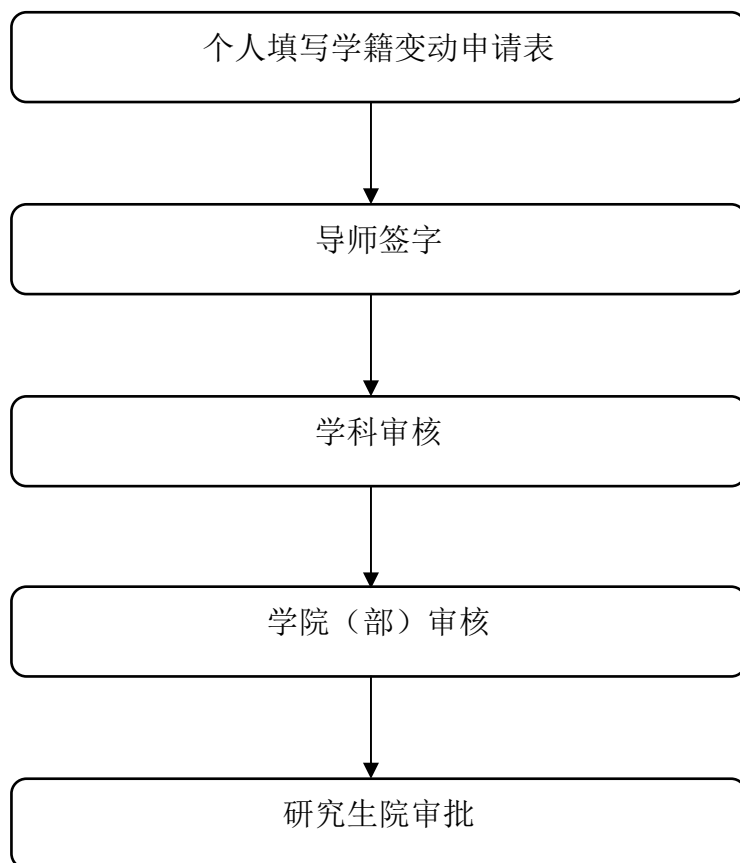 个人填写学籍变动申请表
导师签字
学科审核
学院（部）审核
研究生院审批